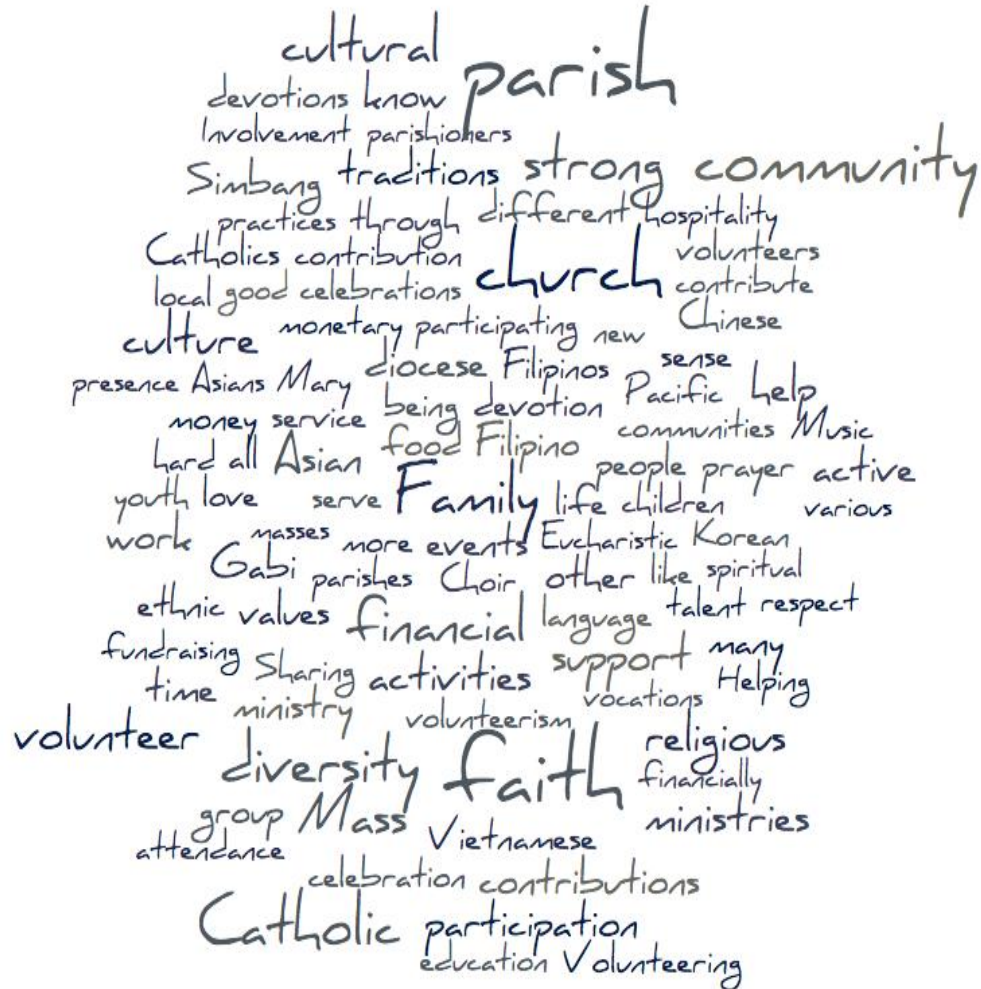 cultural parish
devotions know
Involvement parishioners
Simbang traditions strong community
practices through different hospitality
Catholics contribution church volunteers
local good celebrations contribute
culture monetary participating new Chinese
presence Asians Mary diocese Filipinos sense
money service being devotion Pacific help
hard all Asian food Filipino communities Music
people prayer active
youth love serve Family life children various
work masses more events Eucharistic Korean
Gabi parishes Choir other like spiritual
ethnic values financial language talent respect
fundraising Sharing activities support many
time ministry volunteerism vocations Helping
volunteer diversity faith religious
financially
group Mass Vietnamese ministries
attendance
celebration contributions
Catholic participation
education Volunteering